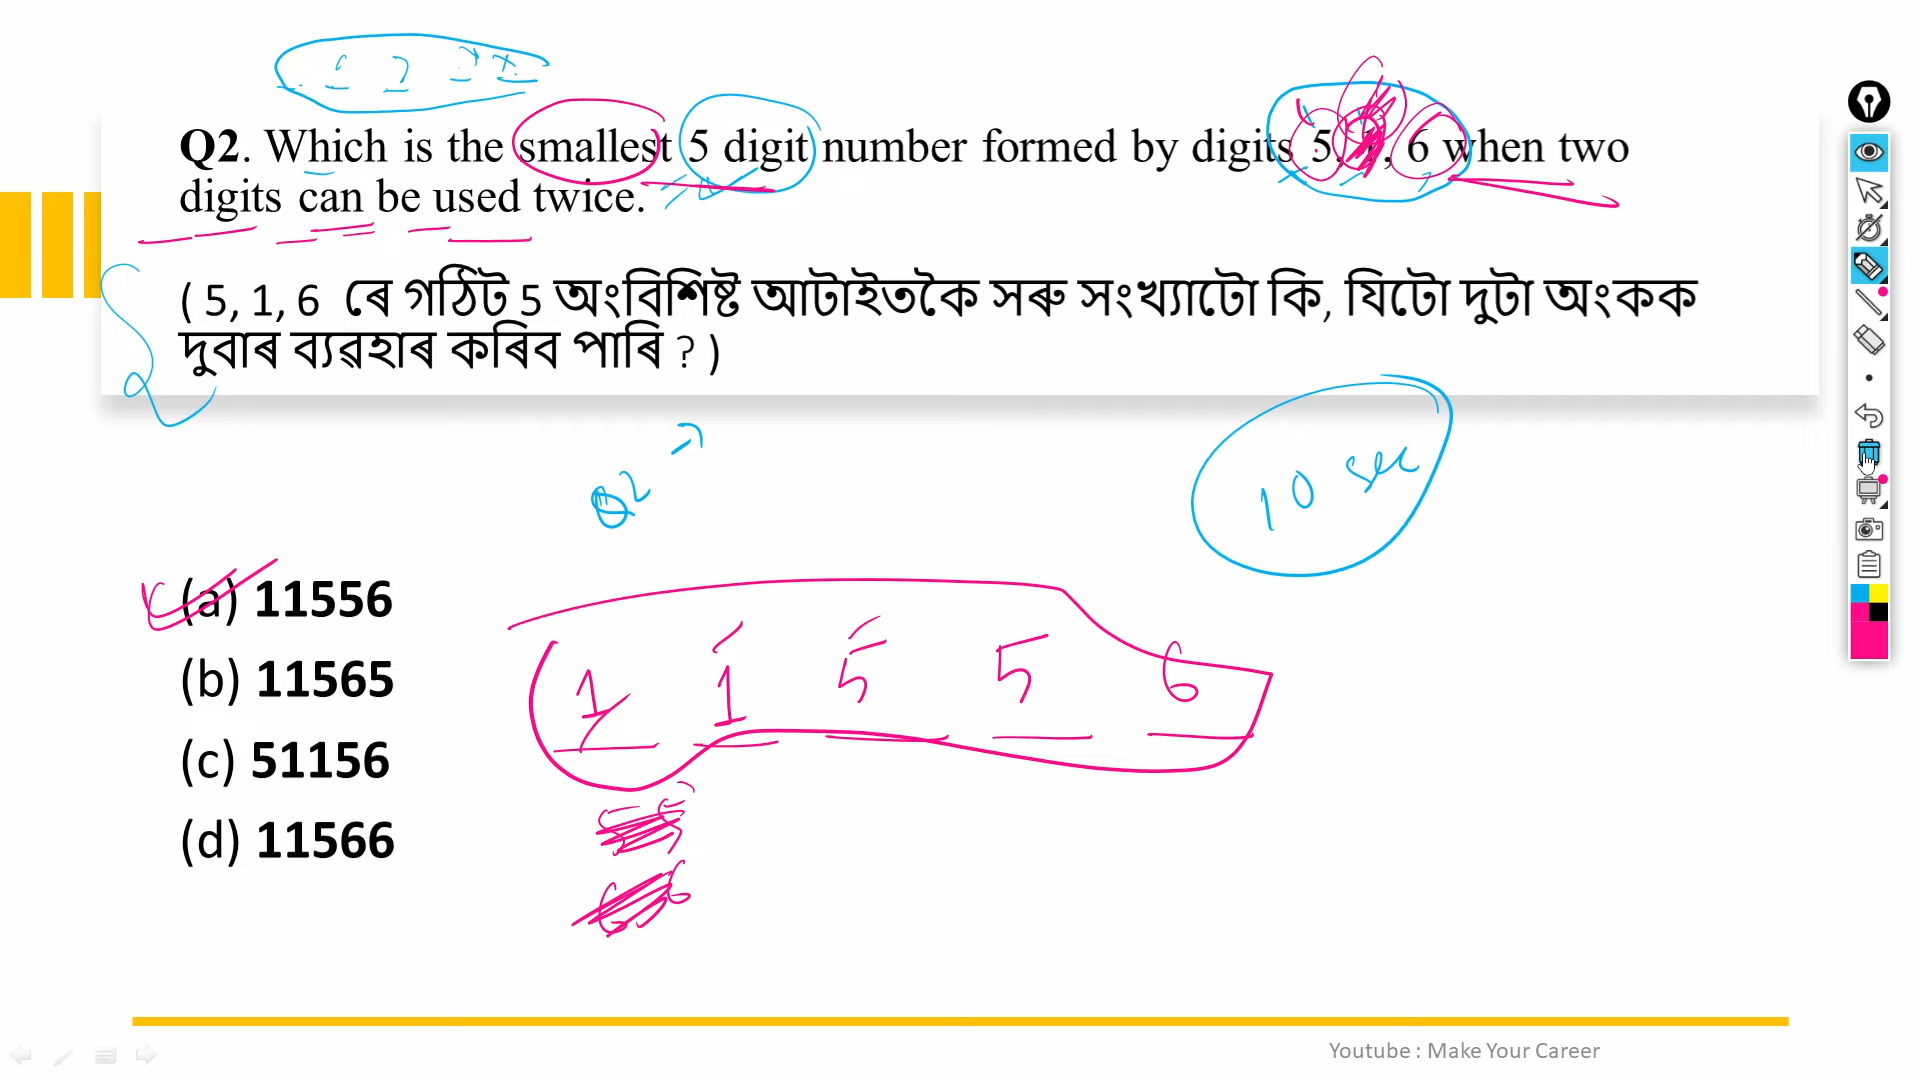 Q2. Which is the smallest 5 digit number formed by digits 5, 1, 6 when two
digits can be used twice.
( 5, 1, 6 ৰে গঠিট 5 অংবিশিষ্ট আটাইতকৈ সৰু সংখ্যাটো কি, যিটো দুটা অংকক
দুবাৰ ব্যৱহাৰ কৰিব পাৰি ? )
Q2
10 sec
(a) 11556
(b) 11565
(c) 51156
(d) 11566
1 1 5 5 6
Youtube : Make Your Career